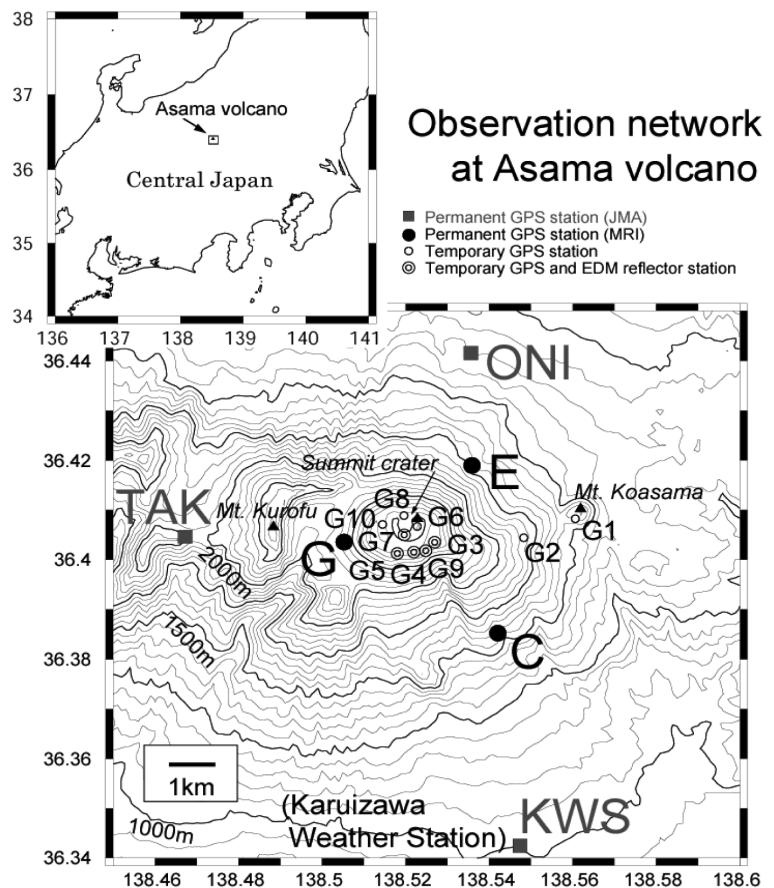 38
37
36
35
34
136 137 138 139 140 141
Asama volcano
Central Japan
Observation network
at Asama volcano
Permanent GPS station (JMA)
Permanent GPS station (MRI)
Temporary GPS station
Temporary GPS and EDM reflector station
36.44
36.42
36.4
36.38
36.36
36.34
ONI
E
Summit crater
Mt. Koasama
TAK
Mt. Kurofu
G8
G10
G6
G1
G7
G3
G2
G
G5
G4
G9
2000m
1500m
C
1km
1000m
(Karuizawa
Weather Station)
KWS
138.46 138.48 138.5 138.52 138.54 138.56 138.58 138.6